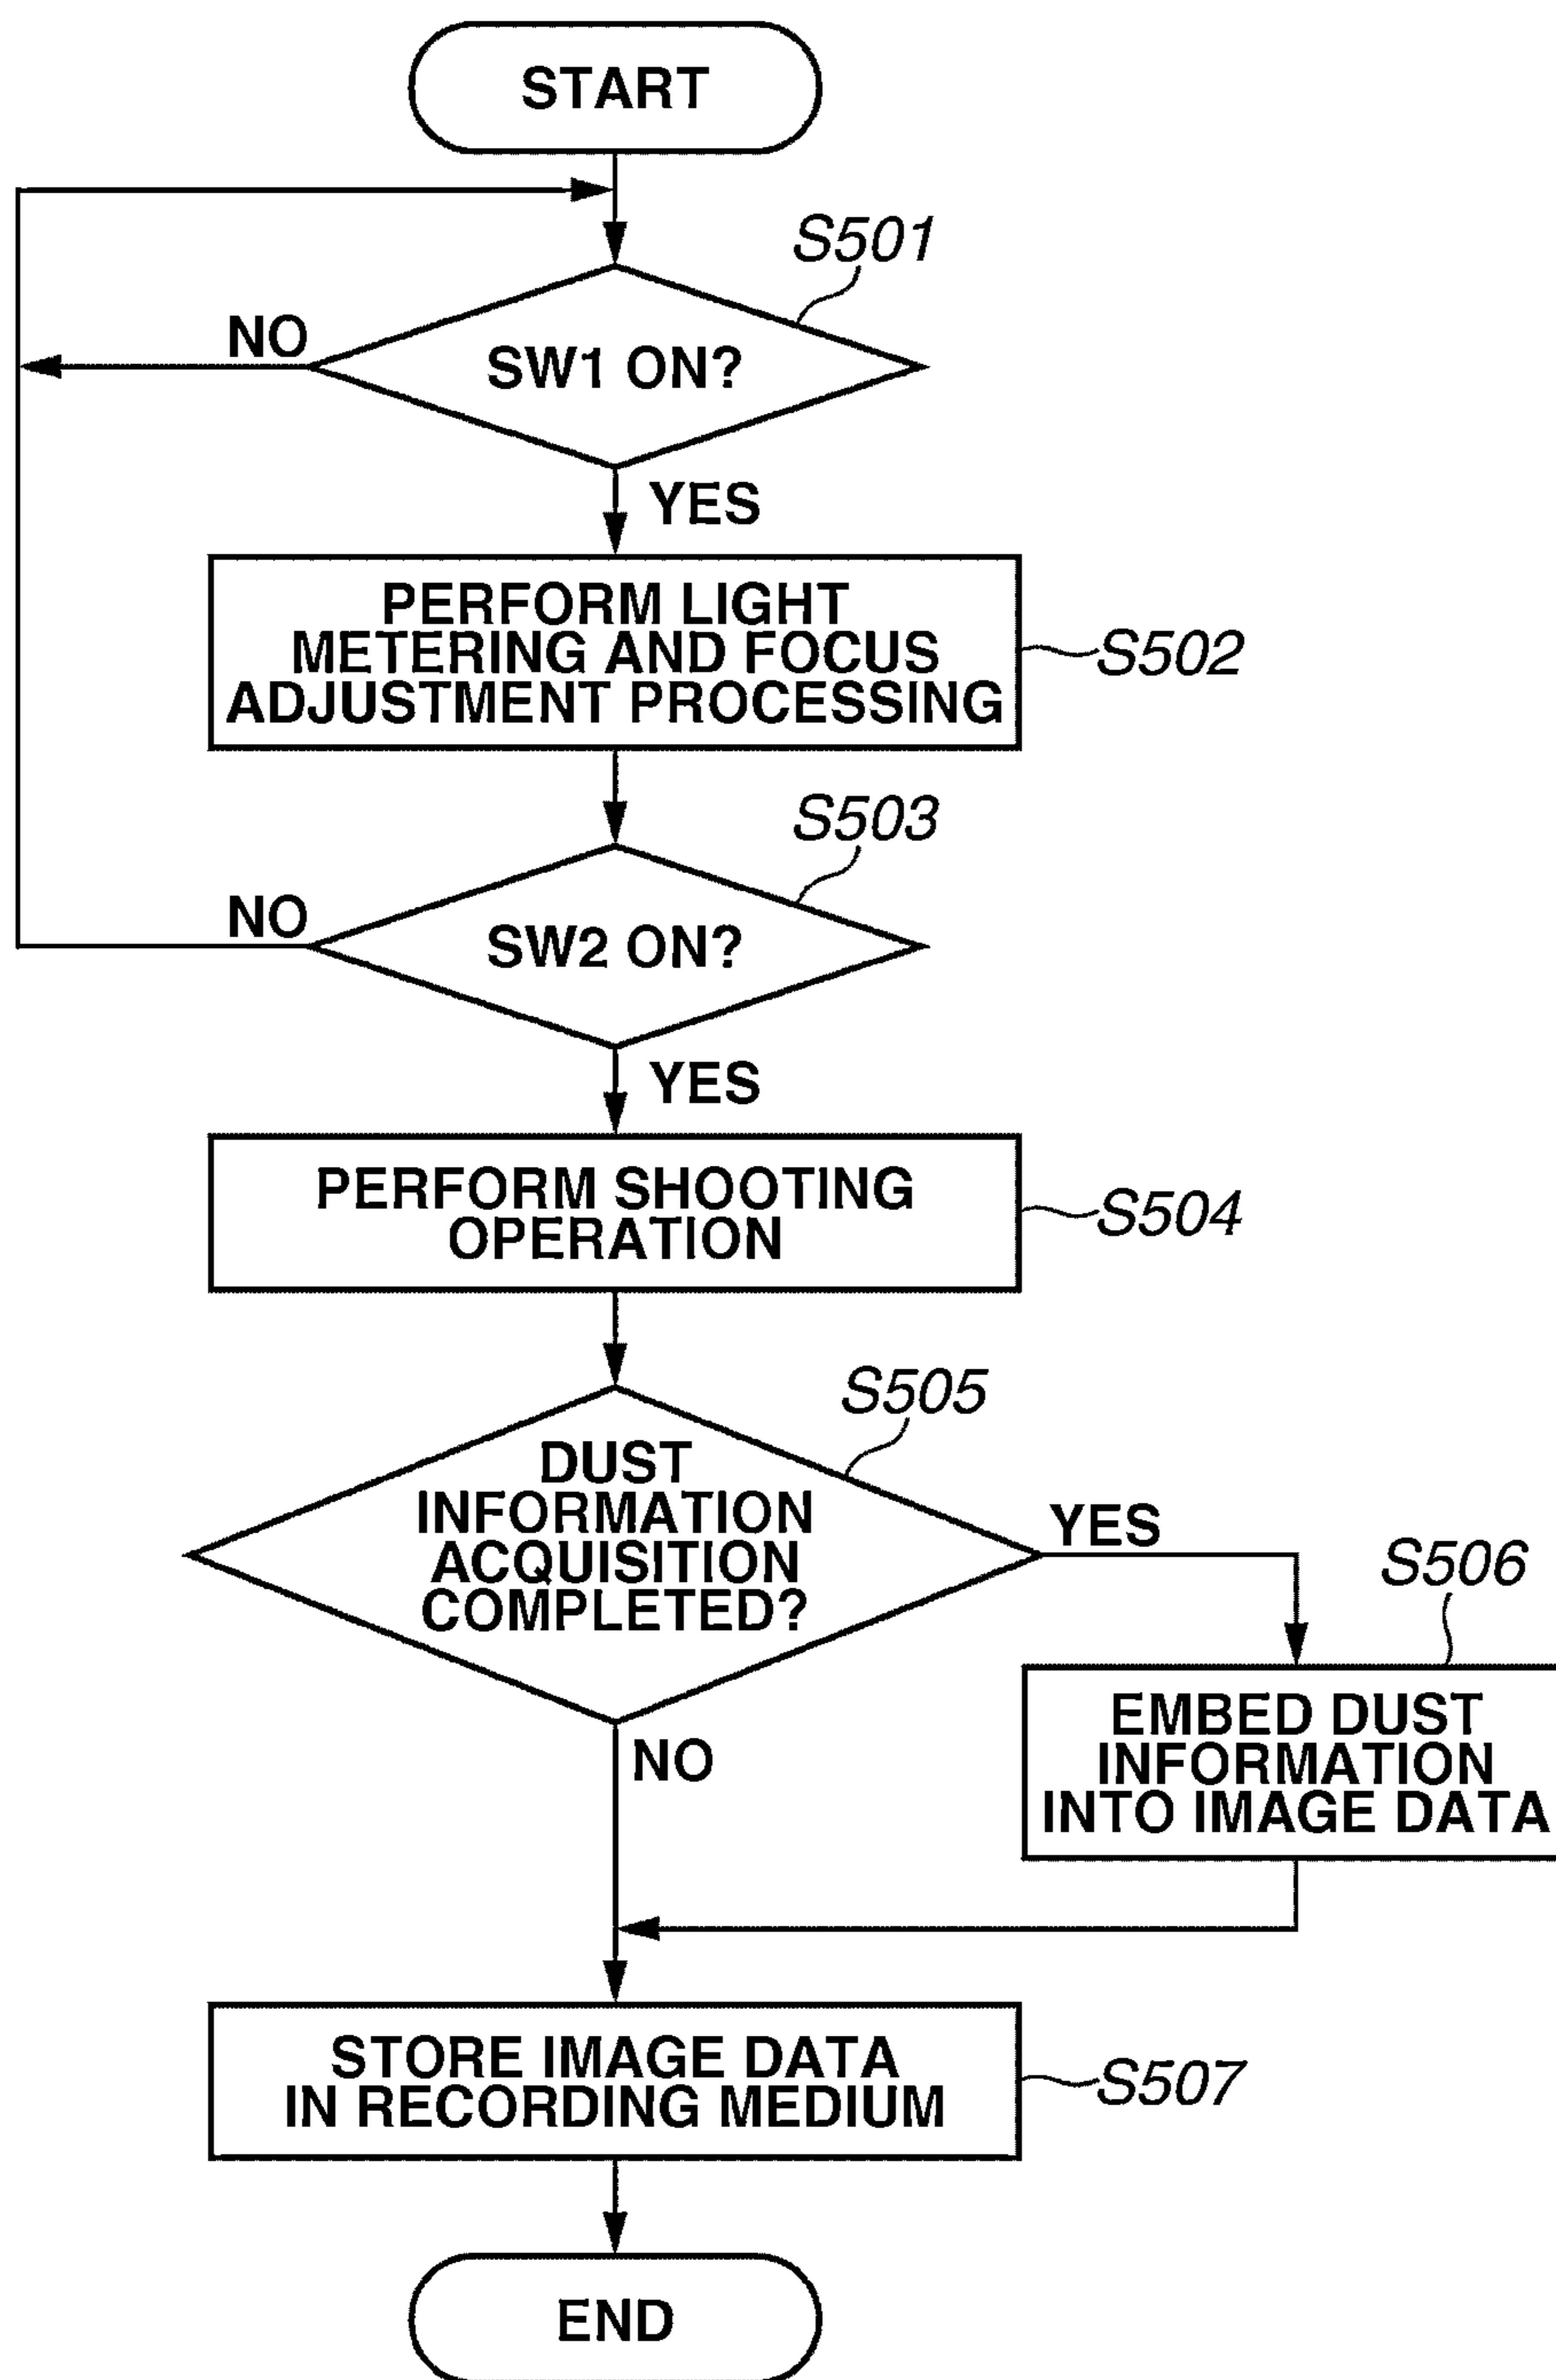 START
S501
NO
SW1 ON?
YES
PERFORM LIGHT
METERING AND FOCUS
ADJUSTMENT PROCESSING
S502
S503
NO
SW2 ON?
YES
PERFORM SHOOTING
OPERATION
S504
S505
DUST
INFORMATION
ACQUISITION
COMPLETED?
YES
S506
EMBED DUST
INFORMATION
INTO IMAGE DATA
NO
STORE IMAGE DATA
IN RECORDING MEDIUM
S507
END